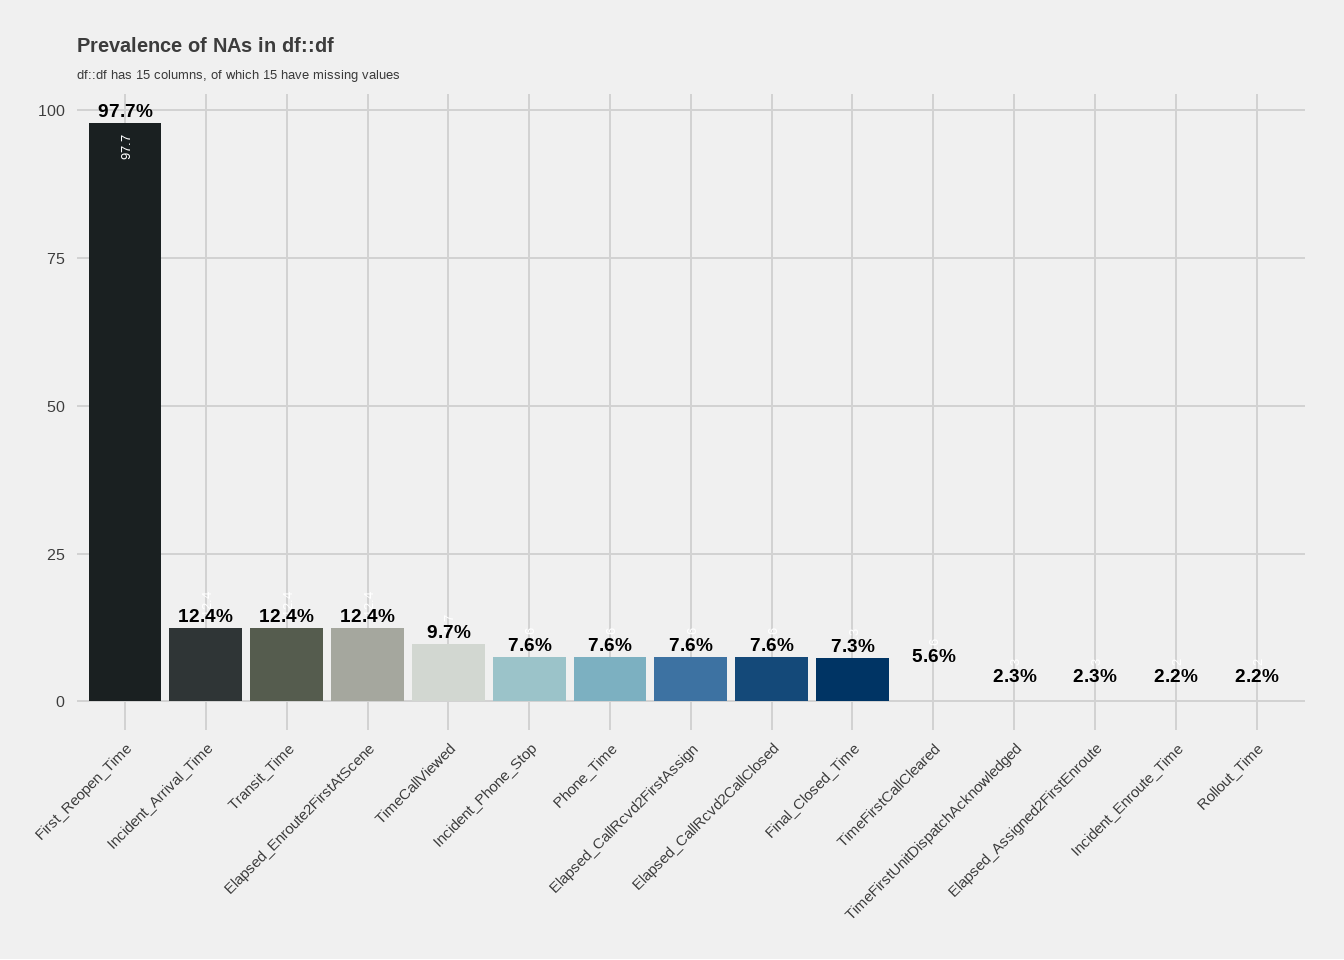 Prevalence of NAs in df::df
df::df has 15 columns, of which 15 have missing values
100
75
50
25
0
97.7%
97.7
12.4%
12.4%
12.4%
9.7%
7.6%
7.6%
7.6%
7.6%
7.3%
5.6%
2.3%
2.3%
2.2%
2.2%
First_Reopen_Time
Incident_Arrival_Time
Transit_Time
Elapsed_Enroute2FirstAtScene
TimeCallViewed
Incident_Phone_Stop
Phone_Time
Elapsed_CallRcvd2FirstAssign
Elapsed_CallRcvd2CallClosed
Final_Closed_Time
TimeFirstCallCleared
TimeFirstUnitDispatchAcknowledged
Elapsed_Assigned2FirstEnroute
Incident_Enroute_Time
Rollout_Time